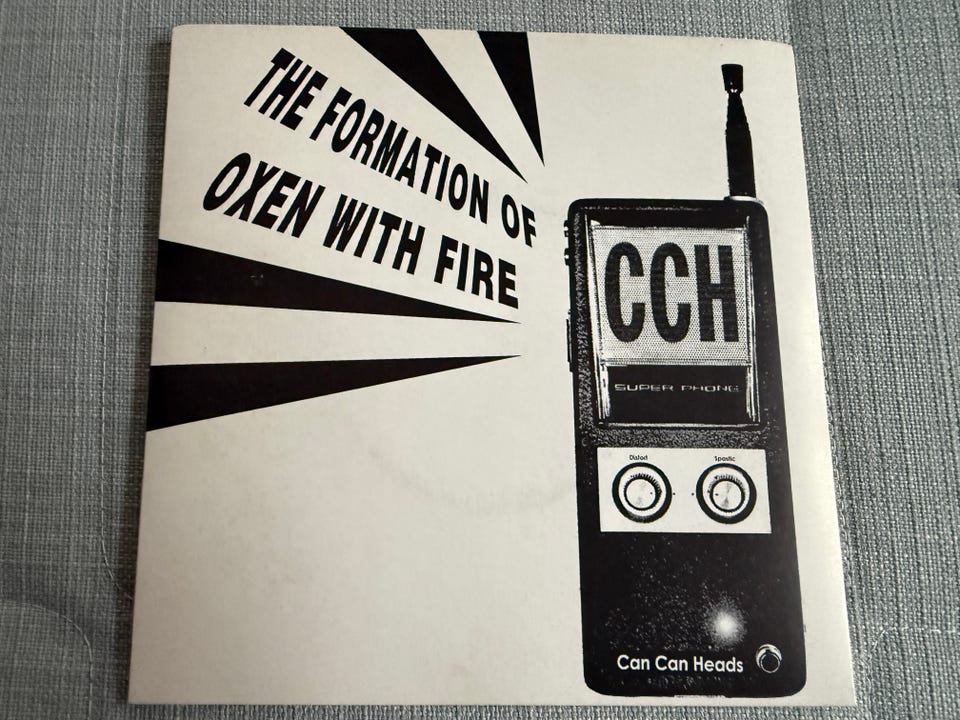 THE FORMATION OF
OXEN WITH FIRE
CCH
SUPER PHONE
Distort
Spastic
Can Can Heads